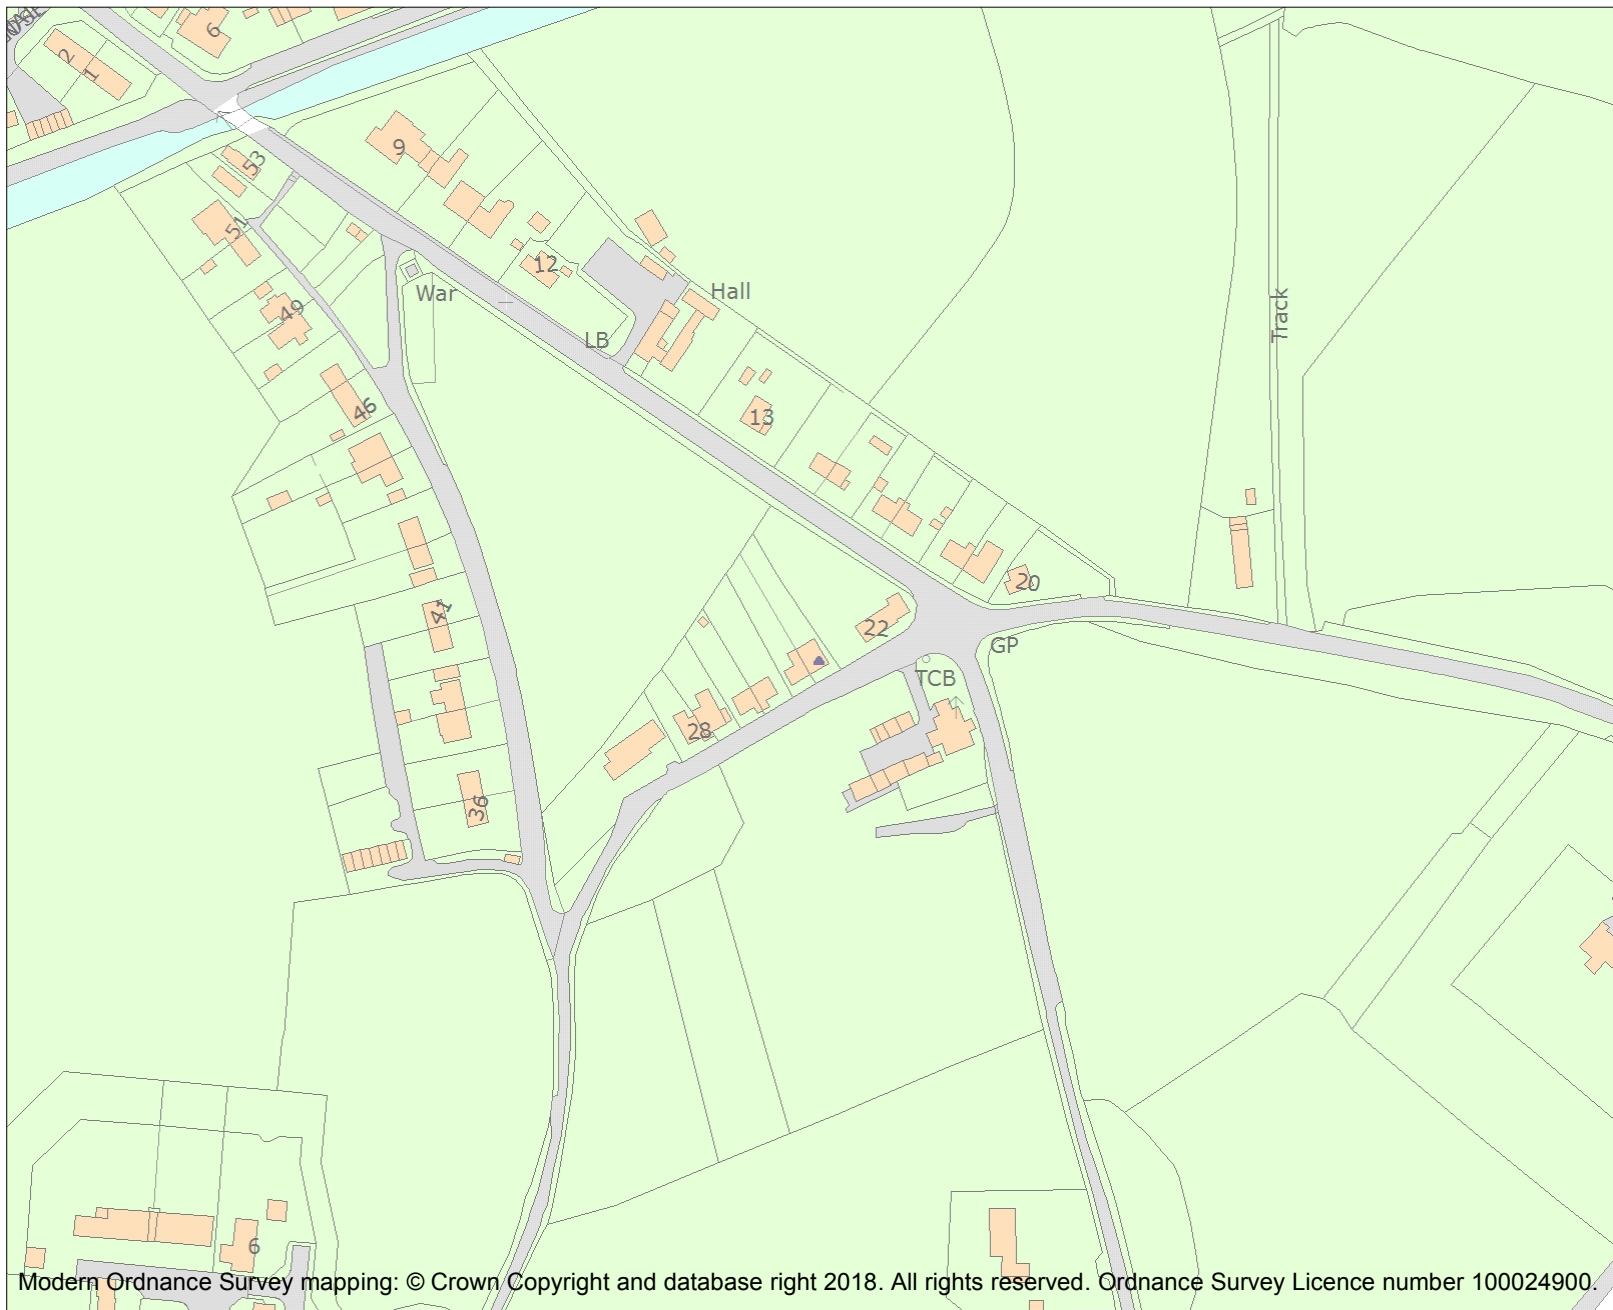 6
2
1
9
53
51
12
War
Hall
49
LB
Track
46
13
20
41
22
GP
TCB
28
36
6
Modern Ordnance Survey mapping: © Crown Copyright and database right 2018. All rights reserved. Ordnance Survey Licence number 100024900.